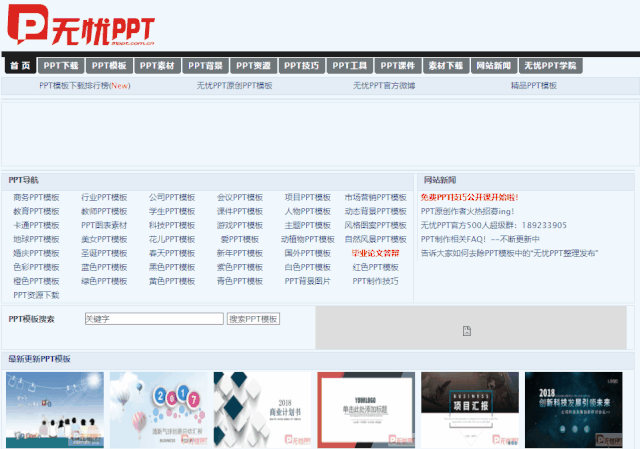 无忧PPT
51ppt.com.cn
首 页 PPT下载 PPT模板 PPT素材 PPT背景 PPT资源 PPT技巧 PPT工具 PPT课件 素材下载 网站新闻 无忧PPT学院
PPT模板下载排行榜(New) 无忧PPT原创PPT模板 无忧PPT官方微博 精品PPT模板
PPT导航
商务PPT模板 行业PPT模板 公司PPT模板 会议PPT模板 项目PPT模板 市场营销PPT模板
教育PPT模板 教师PPT模板 学生PPT模板 课件PPT模板 人物PPT模板 动态背景PPT模板
卡通PPT模板 PPT图表素材 科技PPT模板 游戏PPT模板 主题PPT模板 风格图案PPT模板
地球PPT模板 美女PPT模板 花儿PPT模板 爱PPT模板 动植物PPT模板 自然风景PPT模板
婚庆PPT模板 圣诞PPT模板 春天PPT模板 新年PPT模板 国外PPT模板 毕业论文答辩
色彩PPT模板 蓝色PPT模板 黑色PPT模板 紫色PPT模板 白色PPT模板 红色PPT模板
橙色PPT模板 绿色PPT模板 黄色PPT模板 青色PPT模板 PPT背景图片 PPT制作技巧
PPT资源下载
网站新闻
免费PPT技巧公开课开始啦！
PPT原创作者火热招募ing！
无忧PPT官方500人超级群：189233905
PPT制作相关FAQ！--不断更新中
告诉大家如何去除PPT模板中的“无忧PPT整理发布”
PPT模板搜索 关键字 搜索PPT模板
最新更新PPT模板
2017
2018
商业计划书
YOUR LOGO
单击此处添加标题
BUSINESS
项目汇报
2018
创新科技发展引领未来